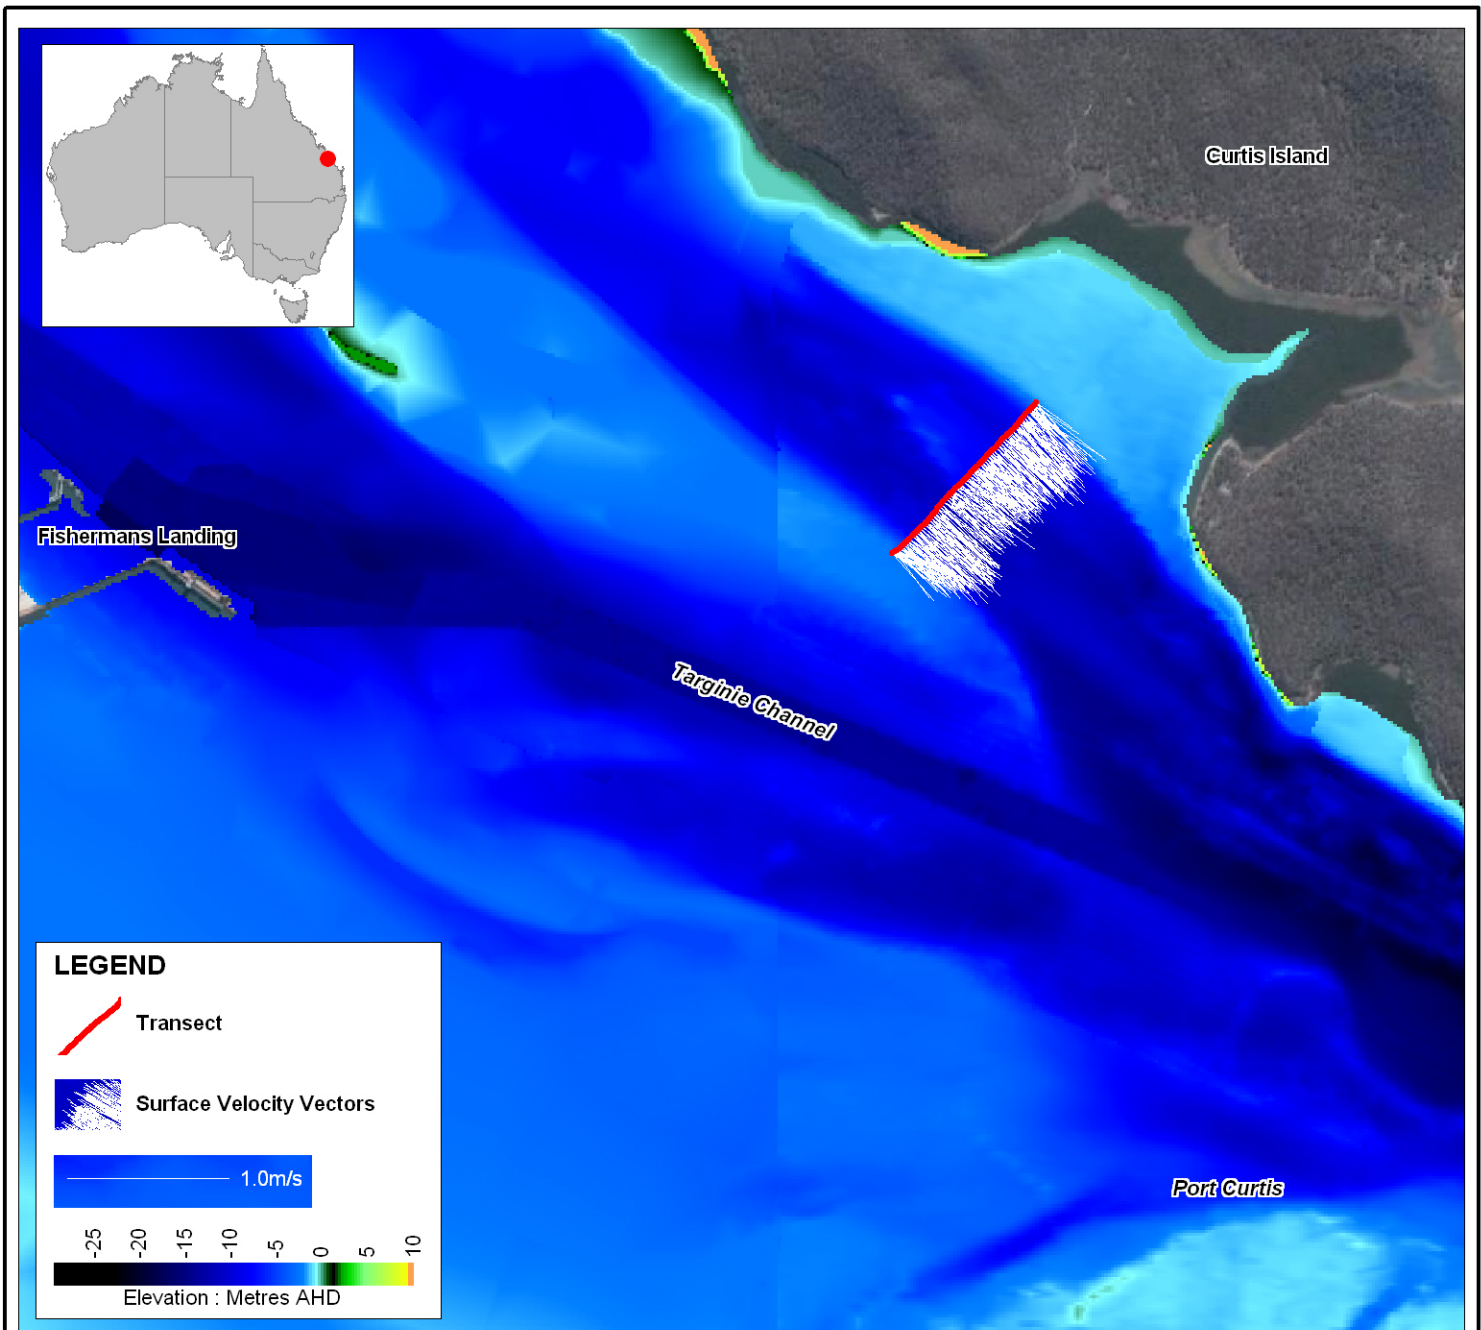 Curtis Island
Fishermans Landing
Targinie Channel
Port Curtis
LEGEND
Transect
Surface Velocity Vectors
1.0m/s
-25 -20 -15 -10 -5 0 5 10
Elevation : Metres AHD